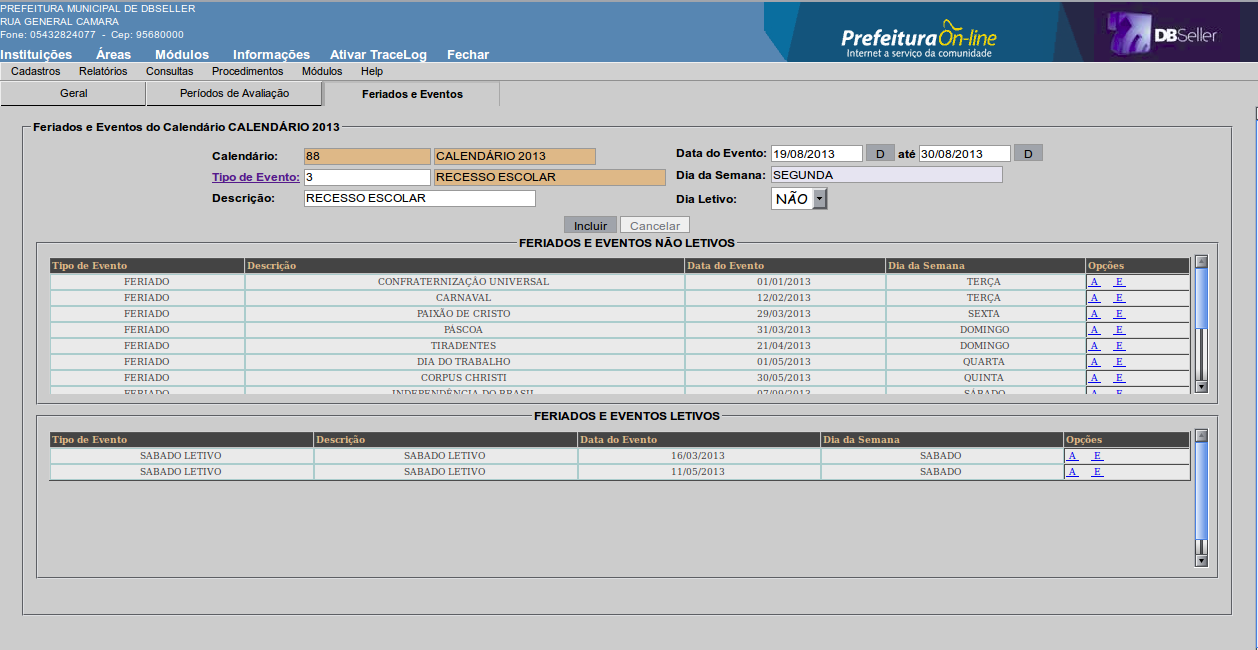 PREFEITURA MUNICIPAL DE DBSELLER
RUA GENERAL CAMARA
Fone: 05432824077 - Cep: 95680000
Prefeitura On-line
Internet a serviço da comunidade
DBSeller
Instituições Áreas Módulos Informações Ativar TraceLog Fechar
Cadastros Relatórios Consultas Procedimentos Módulos Help
Geral Períodos de Avaliação Feriados e Eventos
Feriados e Eventos do Calendário CALENDÁRIO 2013
Calendário: 88 CALENDÁRIO 2013 Data do Evento: 19/08/2013 D até 30/08/2013 D
Tipo de Evento: 3 RECESSO ESCOLAR Dia da Semana: SEGUNDA
Descrição: RECESSO ESCOLAR Dia Letivo: NÃO
Incluir Cancelar
FERIADOS E EVENTOS NÃO LETIVOS
Tipo de Evento Descrição Data do Evento Dia da Semana Opções
FERIADO CONFRATERNIZAÇÃO UNIVERSAL 01/01/2013 TERÇA A E
FERIADO CARNAVAL 12/02/2013 TERÇA A E
FERIADO PAIXÃO DE CRISTO 29/03/2013 SEXTA A E
FERIADO PÁSCOA 31/03/2013 DOMINGO A E
FERIADO TIRADENTES 21/04/2013 DOMINGO A E
FERIADO DIA DO TRABALHO 01/05/2013 QUARTA A E
FERIADO CORPUS CHRISTI 30/05/2013 QUINTA A E
FERIADO INDEPENDÊNCIA DO BRASIL 07/09/2013 SÁBADO A E
FERIADOS E EVENTOS LETIVOS
Tipo de Evento Descrição Data do Evento Dia da Semana Opções
SABADO LETIVO SABADO LETIVO 16/03/2013 SABADO A E
SABADO LETIVO SABADO LETIVO 11/05/2013 SABADO A E